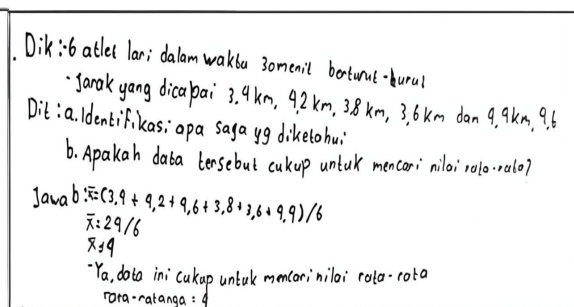 . Dik :- 6 atlet lari dalam waktu 30menit berturut-turut
- Jarak yang dicapai 3.4 km, 4.2 km, 3.8 km, 3,6 km dan 4,4km, 4,6
Dit : a. Identifikasi apa saja yg diketahui
b. Apakah data tersebut cukup untuk mencari nilai rata-rata?
Jawab : x̄=(3,4 + 4,2 + 4,6 + 3,8 + 3,6 + 4,4)/6
x̄ = 24/6
x̄ = 4
- Ya, data ini cukup untuk mencari nilai rata-rata
rata-ratanya = 4